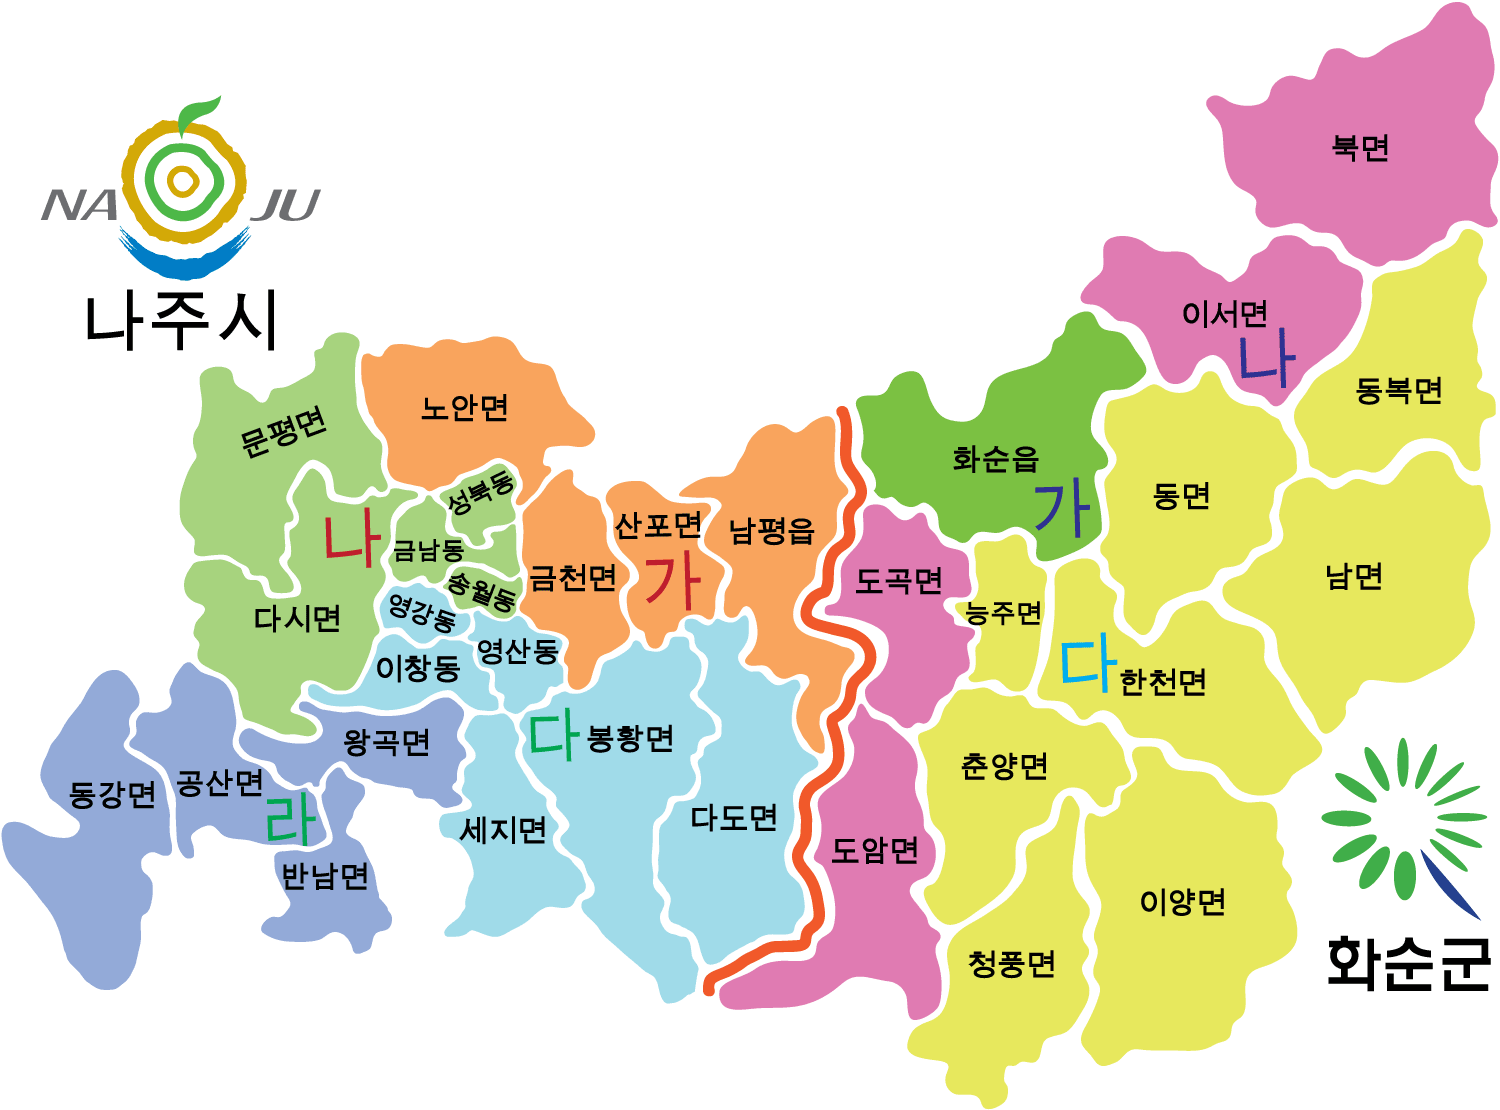 NA JU
나주시
북면
이서면
나
동복면
노안면
문평면
화순읍
가
동면
성북동
산포면
가
남평읍
나
금남동
금천면
도곡면
남면
송월동
영강동
능주면
다시면
영산동
이창동
다
한천면
왕곡면
다
봉황면
춘양면
동강면
공산면
라
세지면
다도면
도암면
반남면
이양면
청풍면
화순군